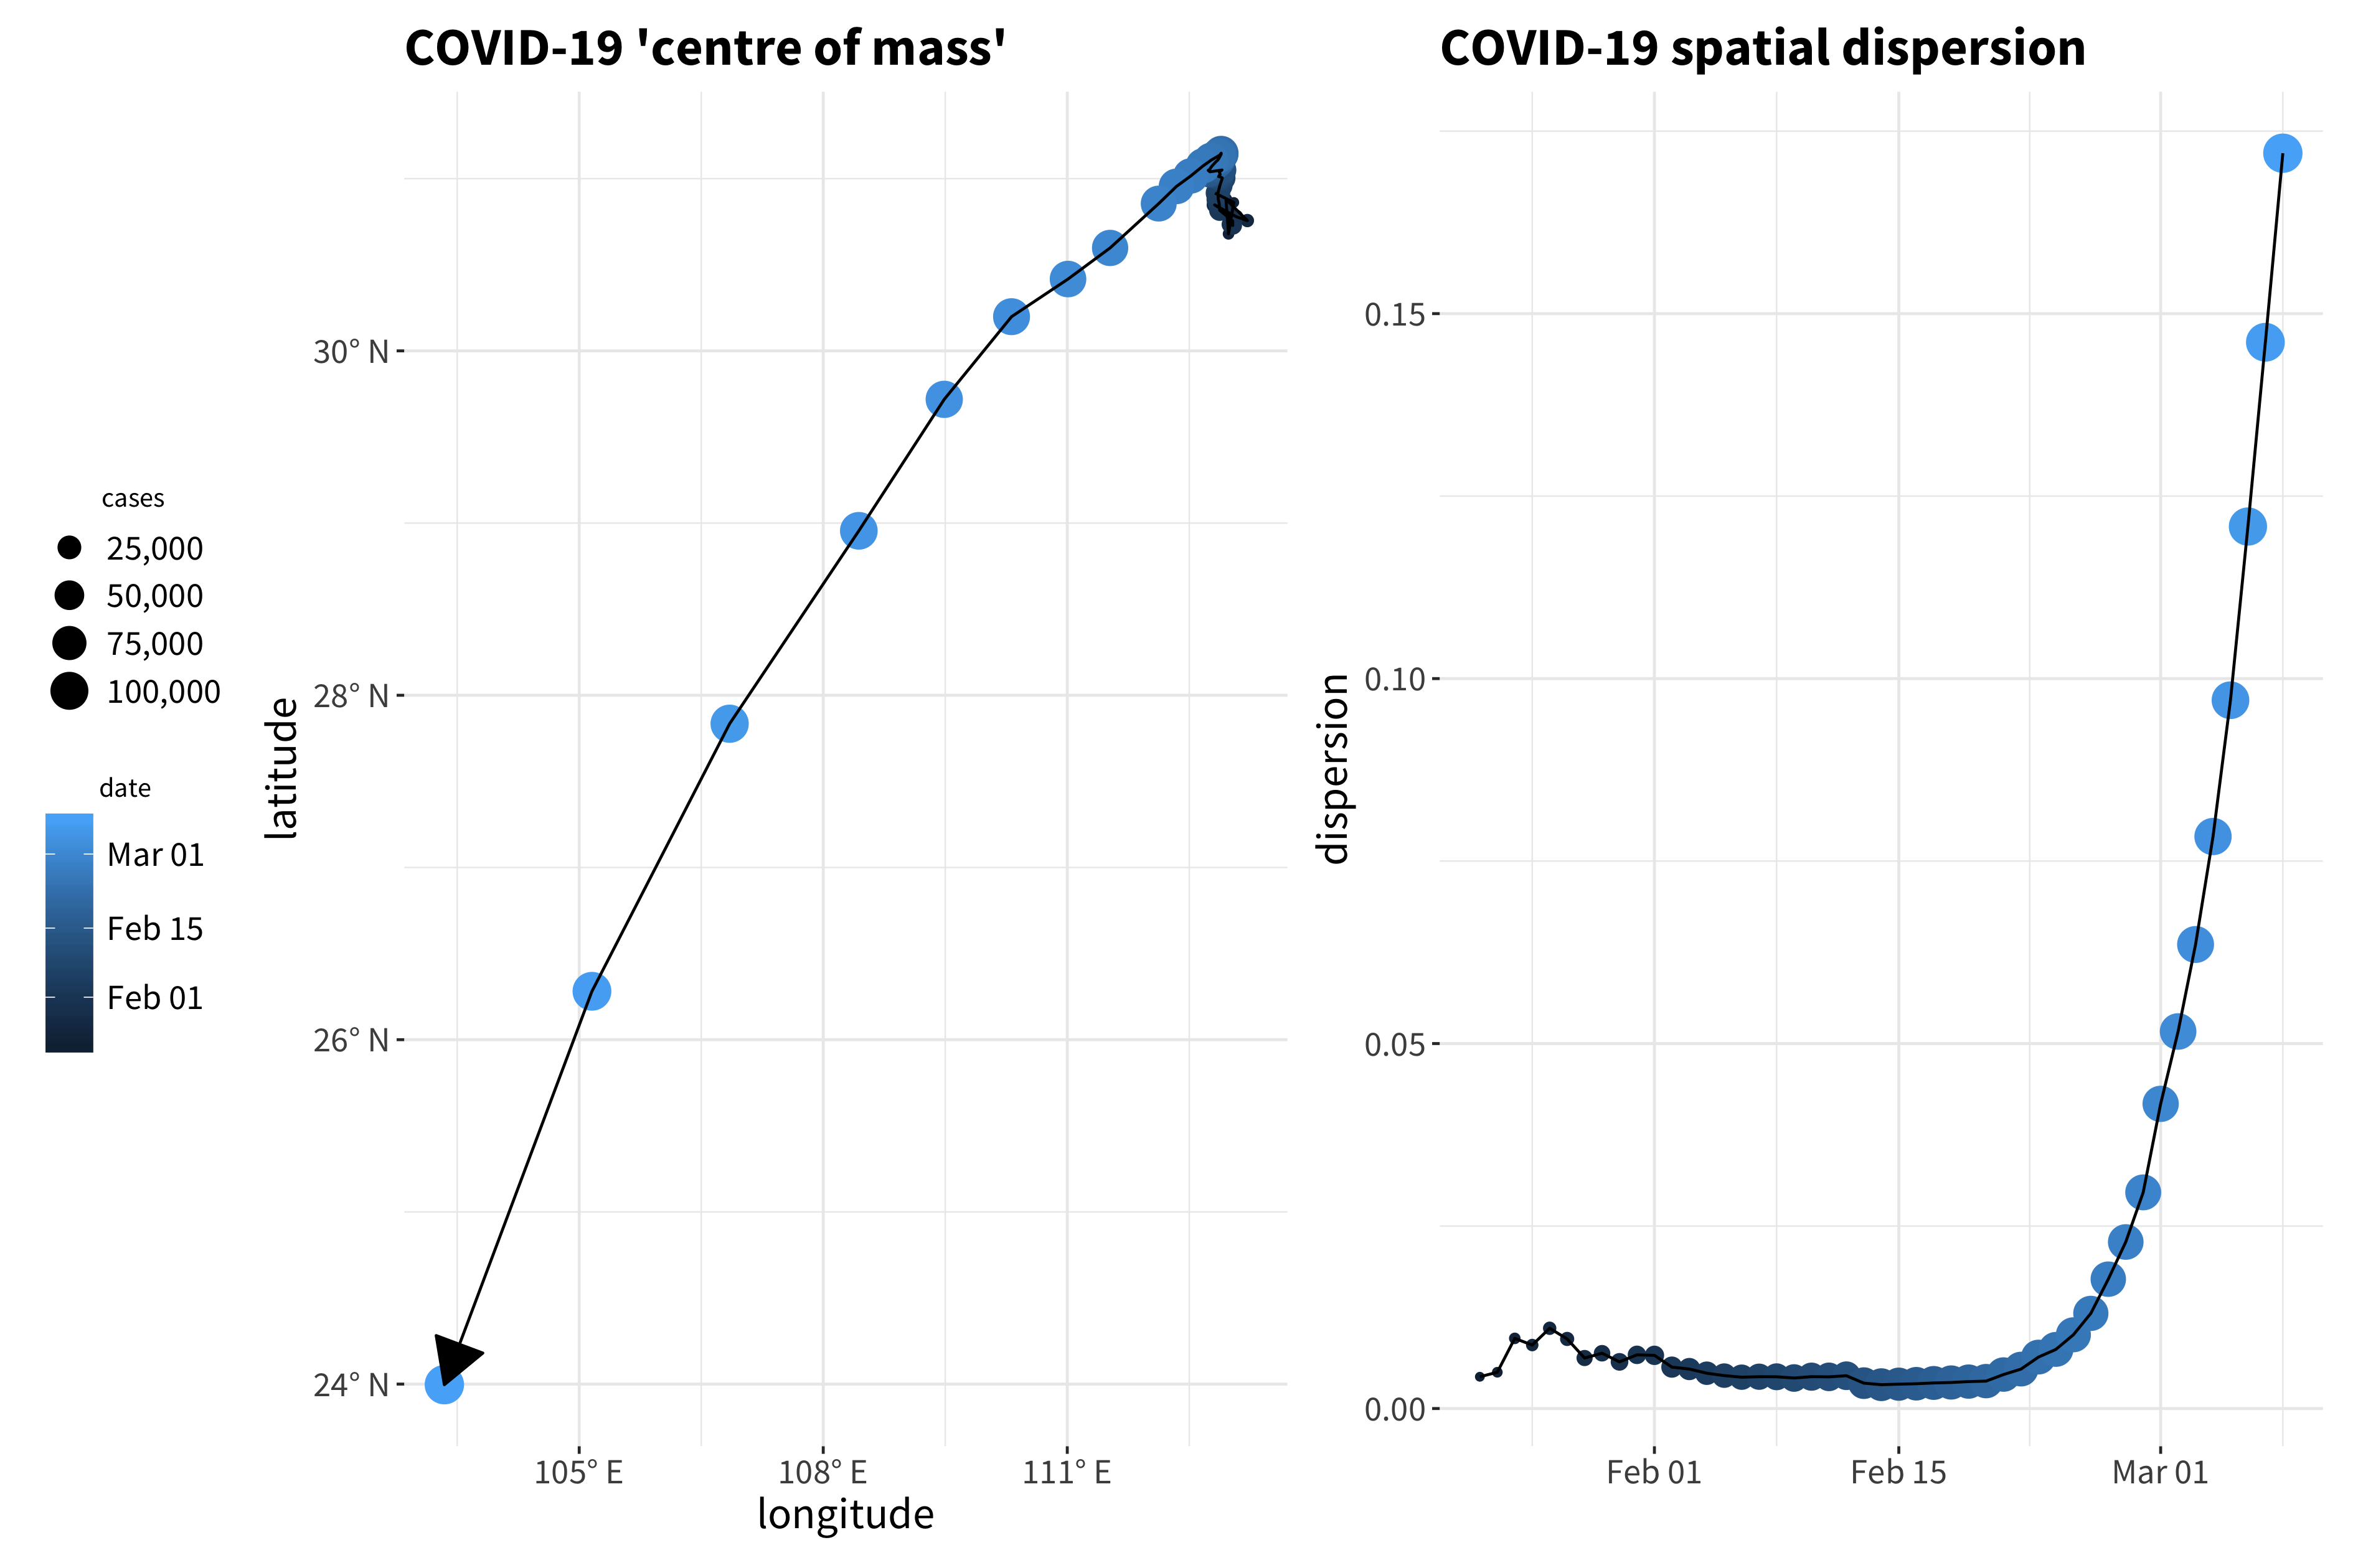 COVID-19 'centre of mass'
COVID-19 spatial dispersion
cases
25,000
50,000
75,000
100,000
date
Mar 01
Feb 15
Feb 01
latitude
30° N
28° N
26° N
24° N
105° E
108° E
111° E
longitude
dispersion
0.15
0.10
0.05
0.00
Feb 01
Feb 15
Mar 01